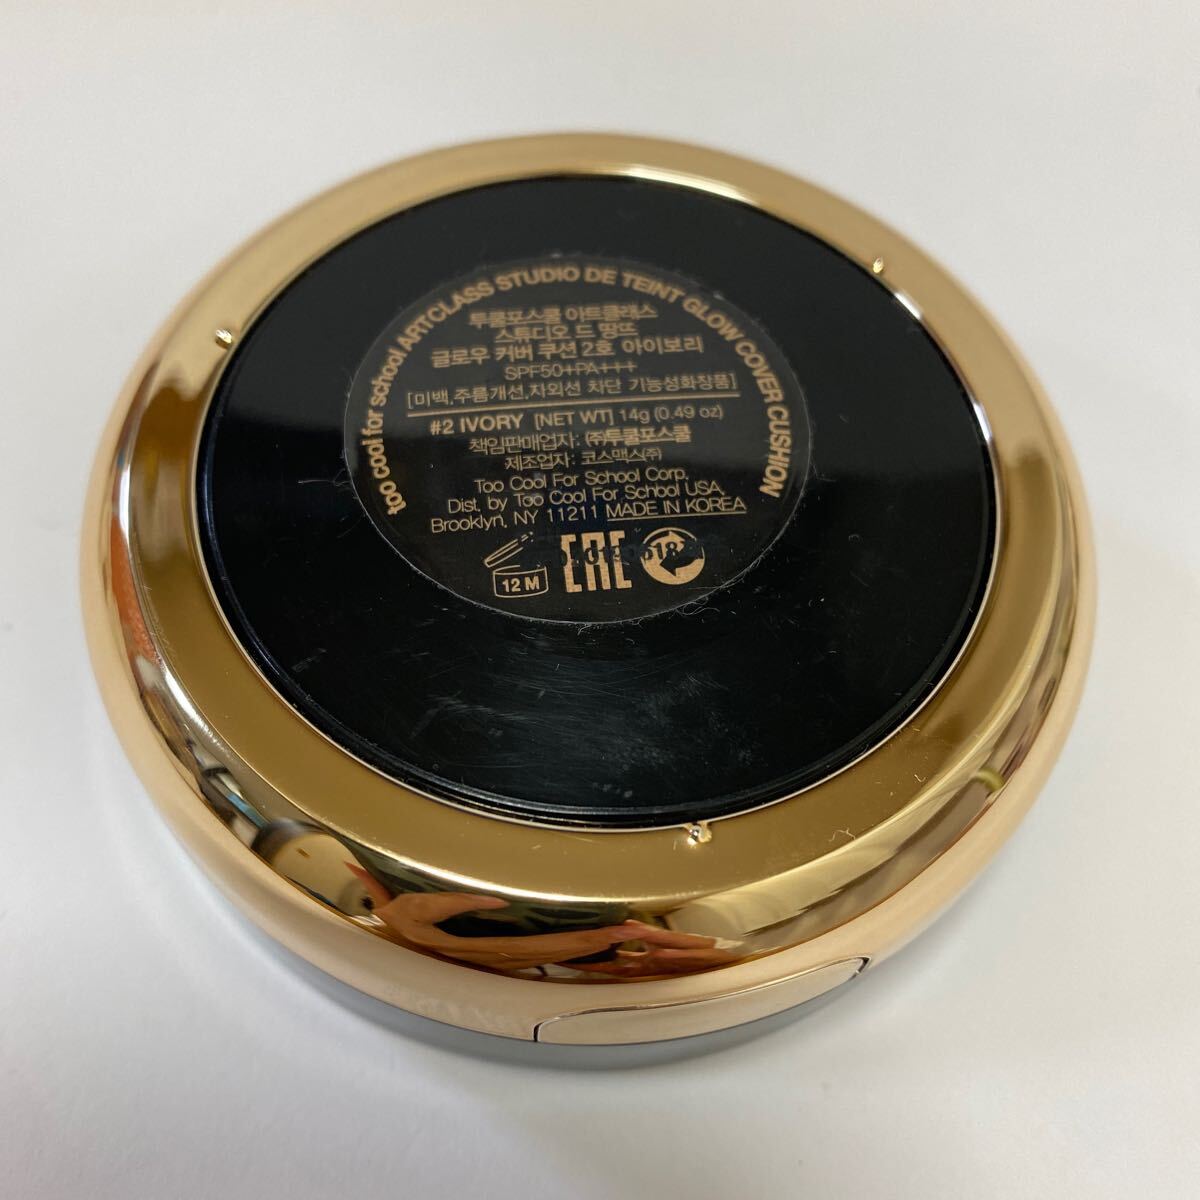 too cool for school ARTCLASS STUDIO DE TEINT GLOW COVER CUSHION
투쿨포스쿨 아트클래스
스튜디오 드 땅뜨
글로우 커버 쿠션 2호 아이보리
SPF50+PA+++
[미백,주름개선,자외선 차단 기능성화장품]
#2 IVORY [NET WT] 14g (0.49 oz)
책임판매업자: ㈜투쿨포스쿨
제조업자: 코스맥스㈜
Too Cool For School Corp.
Dist. by Too Cool For School USA,
Brooklyn, NY 11211 MADE IN KOREA
12 M
EAC